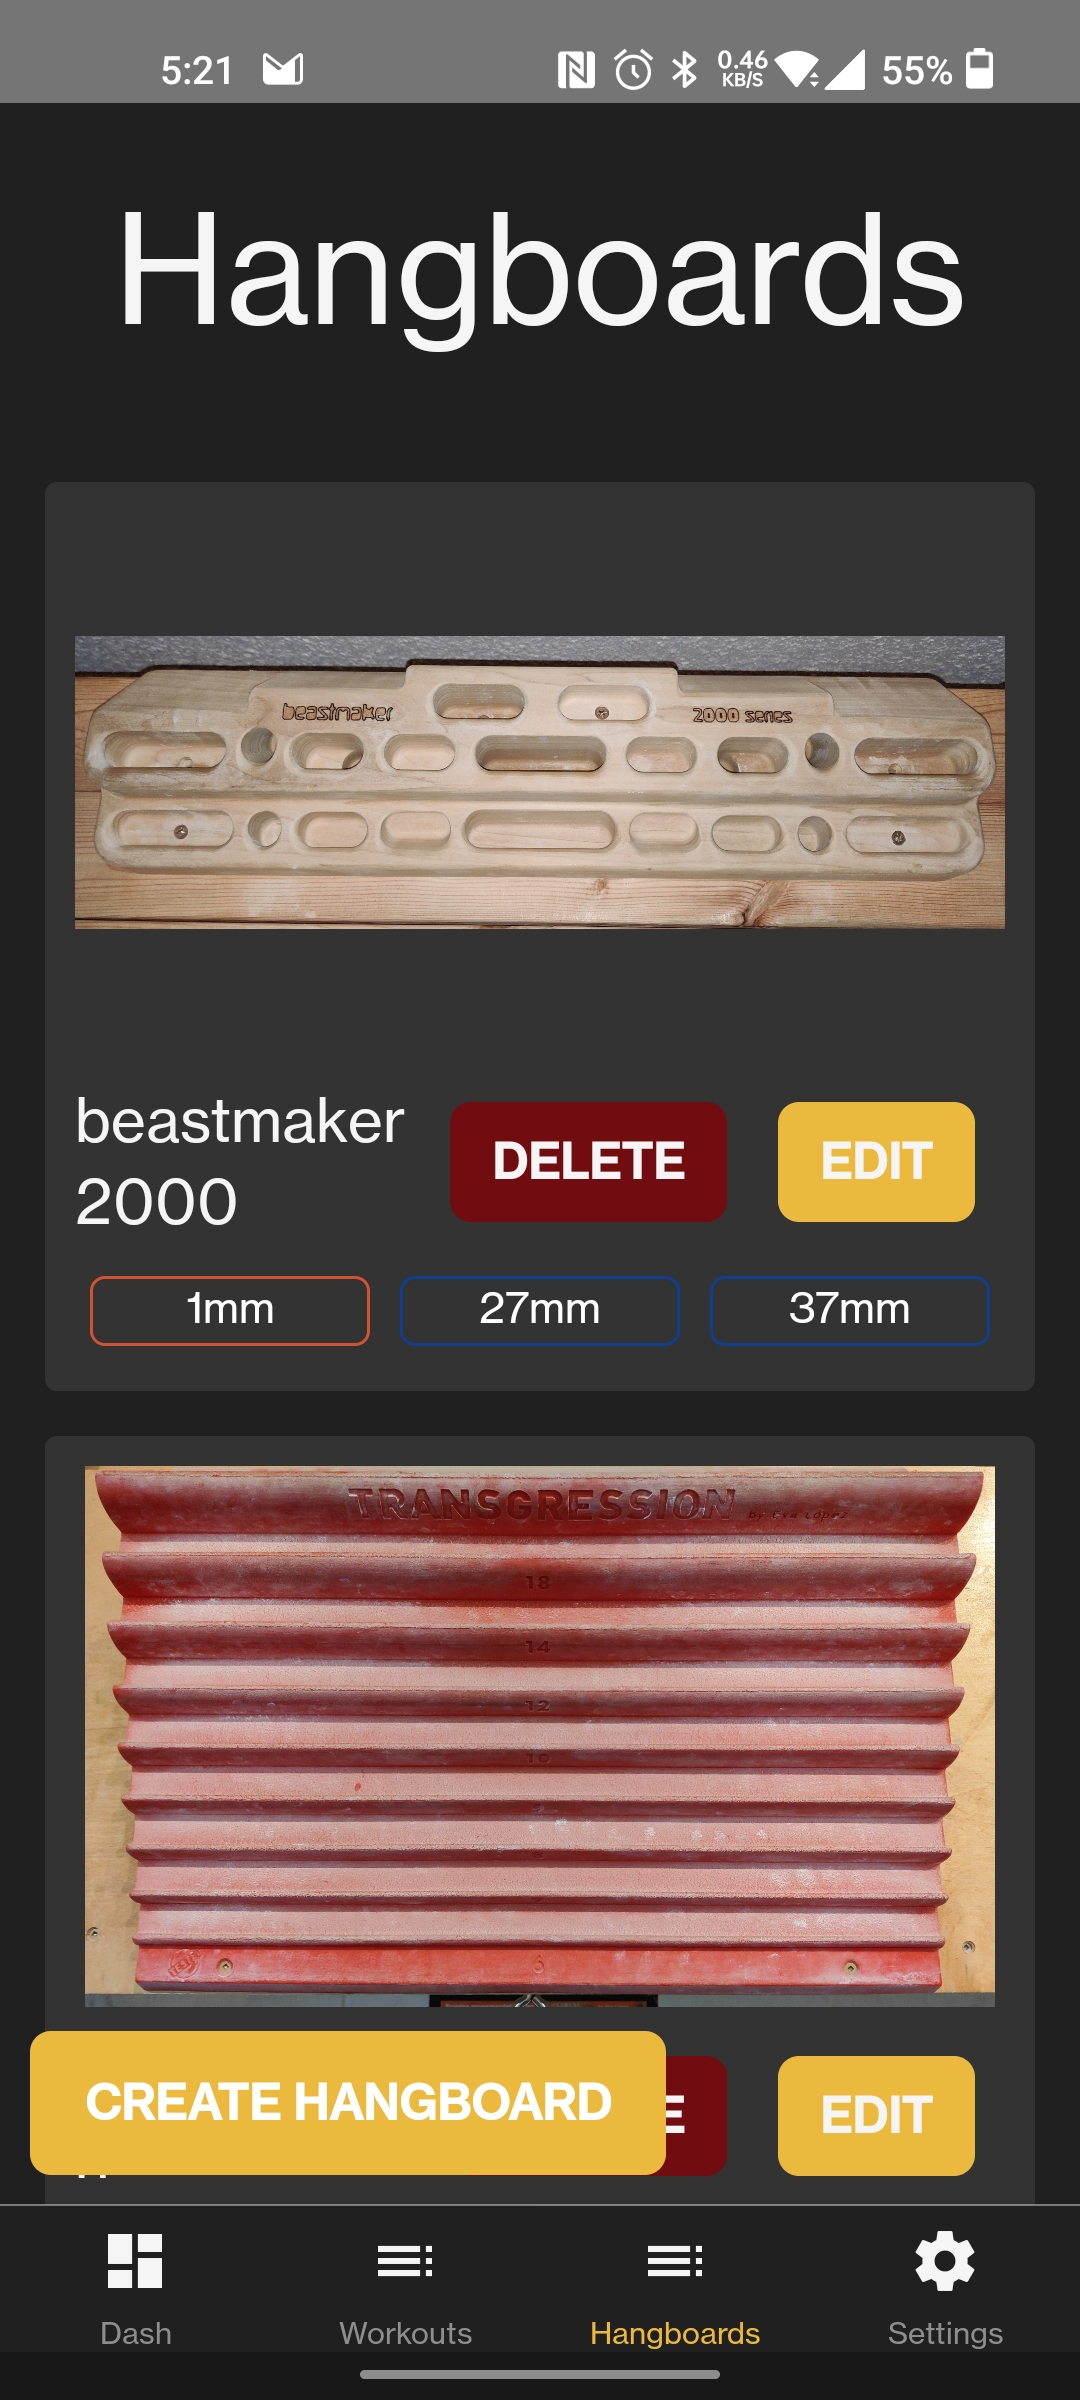 5:21
0.46
KB/S
55%
Hangboards
beastmaker
2000 series
beastmaker
2000
DELETE
EDIT
1mm
27mm
37mm
TRANSGRESSION
by Eva López
18
14
12
10
CREATE HANGBOARD
E
EDIT
Dash
Workouts
Hangboards
Settings